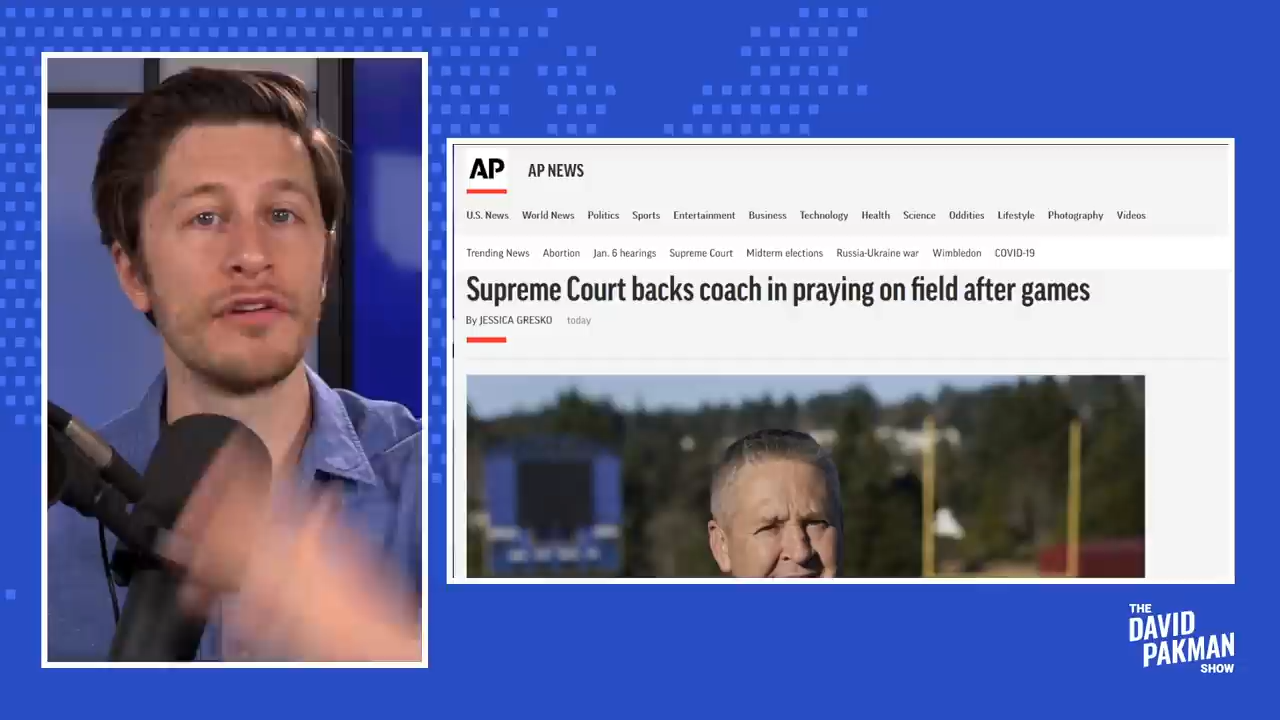 AP
AP NEWS
U.S. News World News Politics Sports Entertainment Business Technology Health Science Oddities Lifestyle Photography Videos
Trending News Abortion Jan. 6 hearings Supreme Court Midterm elections Russia-Ukraine war Wimbledon COVID-19
Supreme Court backs coach in praying on field after games
By JESSICA GRESKO today
THE
DAVID
PAKMAN
SHOW